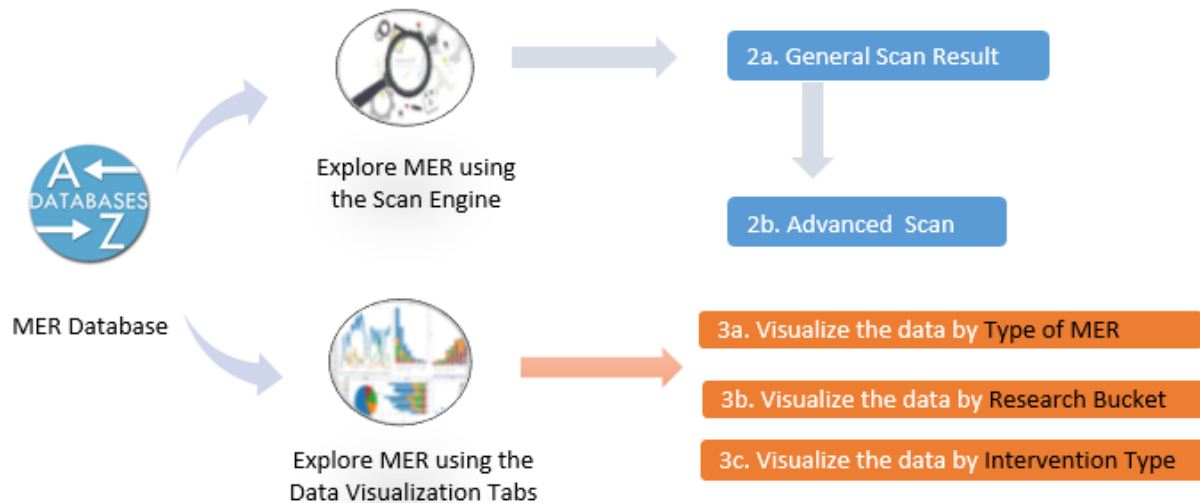 A
DATABASES
Z
MER Database
Explore MER using
the Scan Engine
2a. General Scan Result
2b. Advanced  Scan
Explore MER using the
Data Visualization Tabs
3a. Visualize the data by Type of MER
3b. Visualize the data by Research Bucket
3c. Visualize the data by Intervention Type